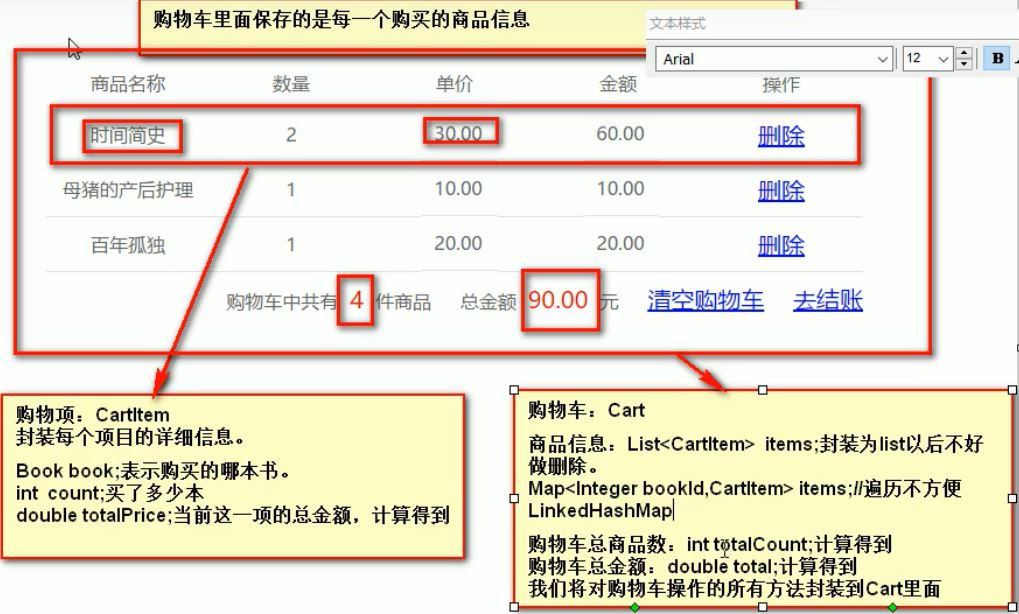 购物车里面保存的是每一个购买的商品信息
文本样式
Arial 12 B
商品名称 数量 单价 金额 操作
时间简史 2 30.00 60.00 删除
母猪的产后护理 1 10.00 10.00 删除
百年孤独 1 20.00 20.00 删除
购物车中共有 4 件商品 总金额 90.00 元 清空购物车 去结账
购物项：CartItem
封装每个项目的详细信息。
Book book;表示购买的哪本书。
int count;买了多少本
double totalPrice;当前这一项的总金额，计算得到
购物车：Cart
商品信息：List<CartItem> items;封装为list以后不好
做删除。
Map<Integer bookId,CartItem> items;//遍历不方便
LinkedHashMap
购物车总商品数：int totalCount;计算得到
购物车总金额：double total;计算得到
我们将对购物车操作的所有方法封装到Cart里面